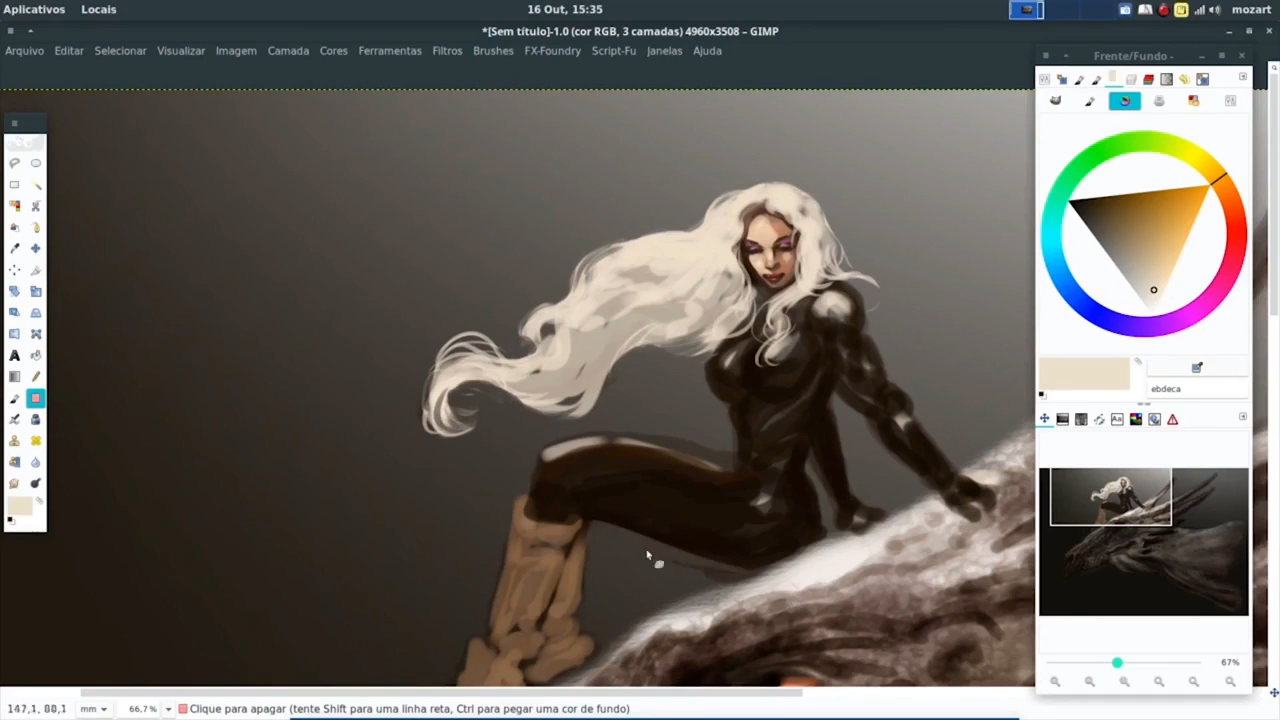 Aplicativos Locais 16 Out, 15:35 mozart
*[Sem título]-1.0 (cor RGB, 3 camadas) 4960x3508 – GIMP
Arquivo Editar Selecionar Visualizar Imagem Camada Cores Ferramentas Filtros Brushes FX-Foundry Script-Fu Janelas Ajuda
Frente/Fundo -
ebdeca
67%
147,1, 88,1 mm 66,7% Clique para apagar (tente Shift para uma linha reta, Ctrl para pegar uma cor de fundo)